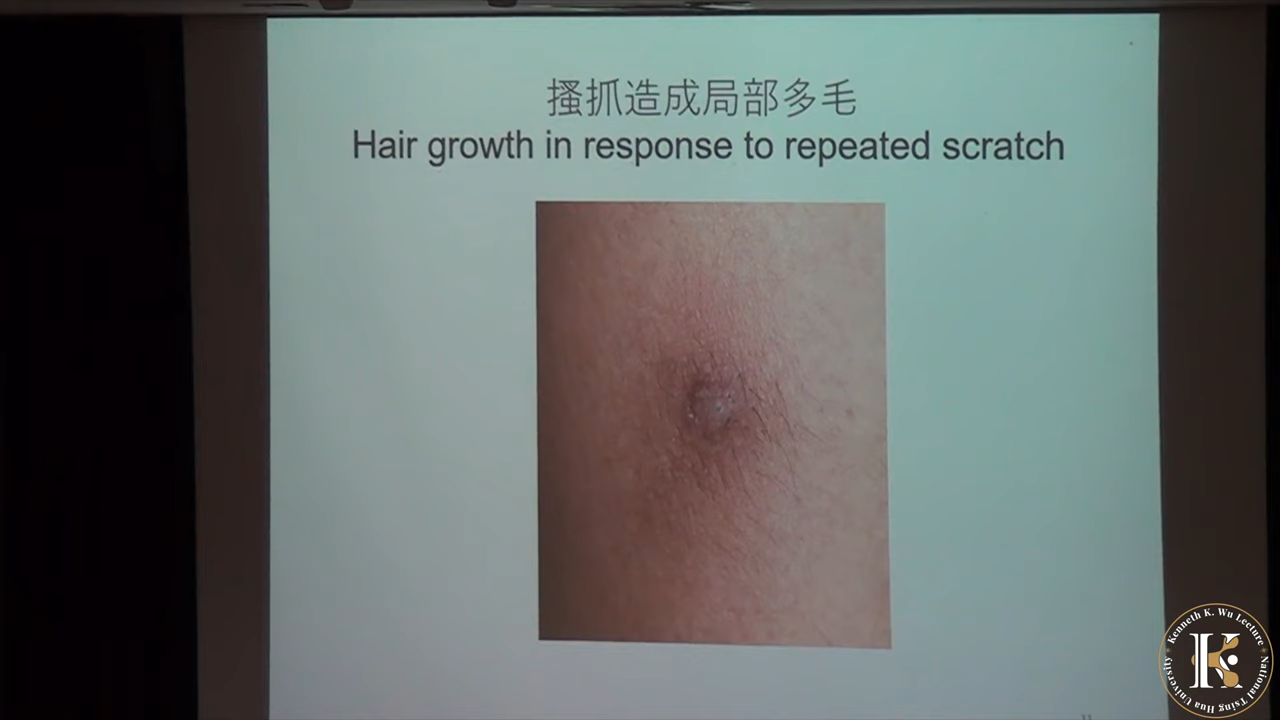 搔抓造成局部多毛
Hair growth in response to repeated scratch
Kenneth K. Wu Lecture
National Tsing Hua University